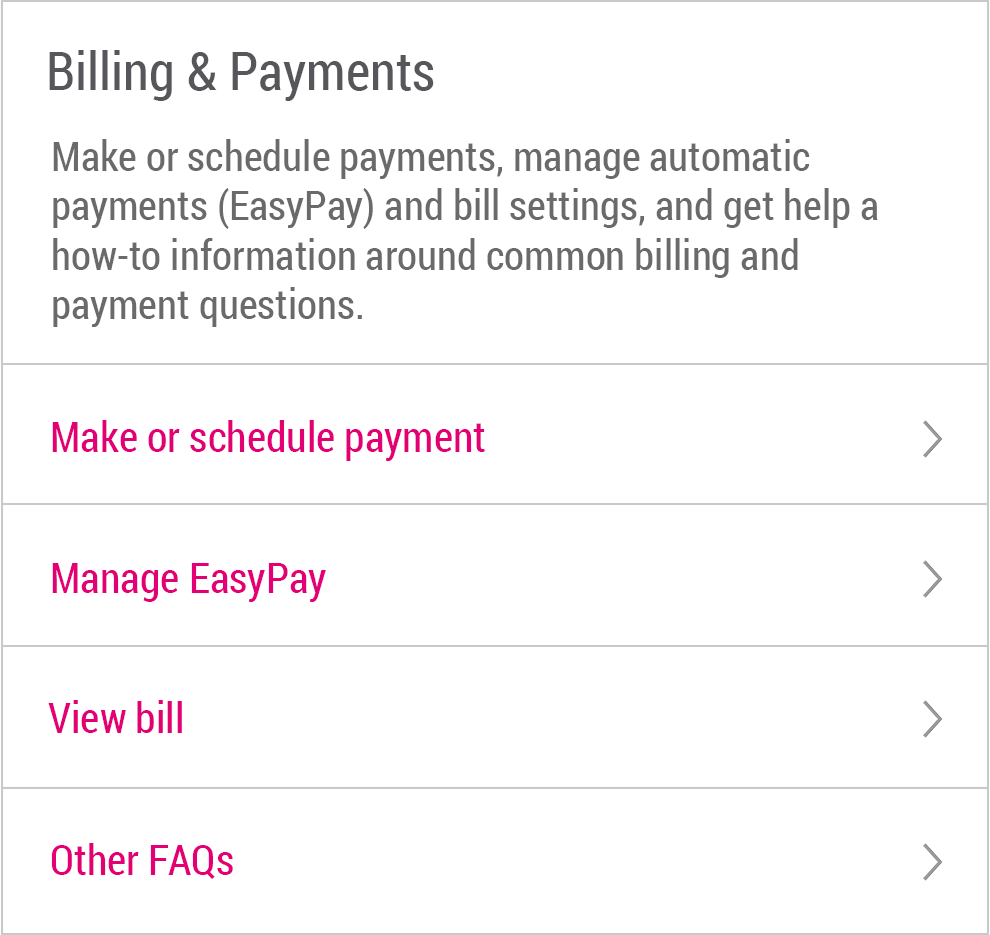 Billing & Payments
Make or schedule payments, manage automatic
payments (EasyPay) and bill settings, and get help a
how-to information around common billing and
payment questions.
Make or schedule payment
Manage EasyPay
View bill
Other FAQs